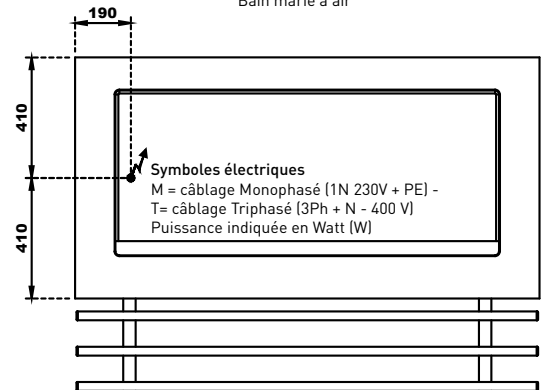 Bain marie à air
190
410
410
Symboles électriques
M = câblage Monophasé (1N 230V + PE) -
T= câblage Triphasé (3Ph + N - 400 V)
Puissance indiquée en Watt (W)